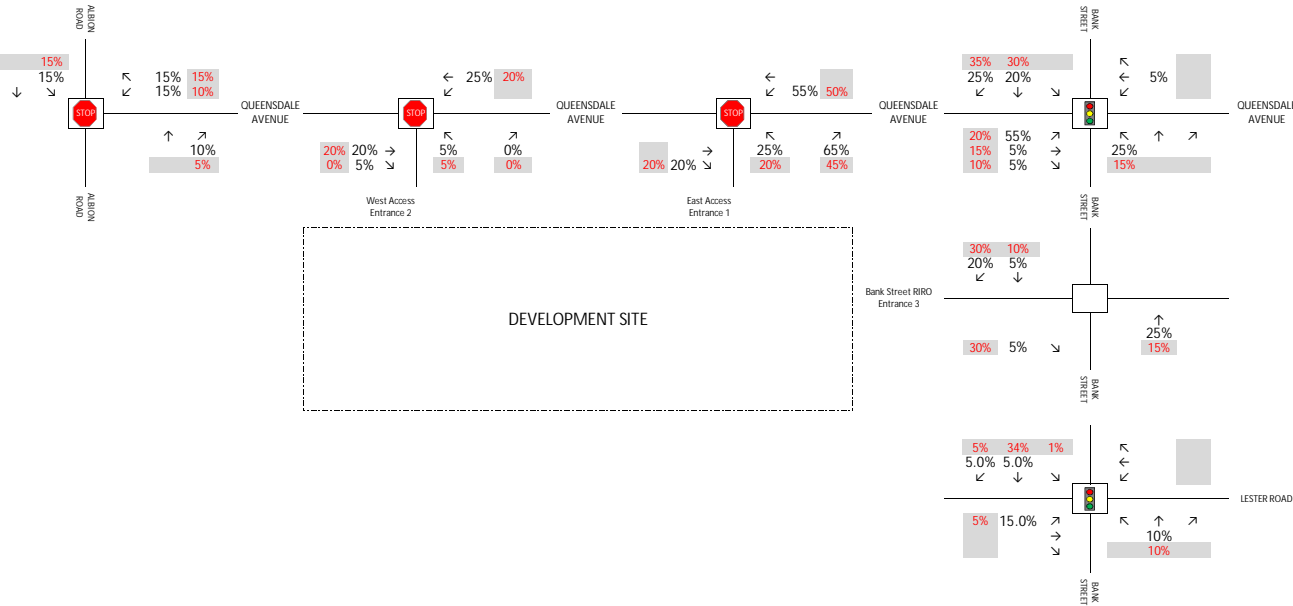 ALBION
ROAD
15%
15%
↓ ↘
↖ 15% 15%
↙ 15% 10%
STOP
QUEENSDALE
AVENUE
↑ ↗
10%
5%
ALBION
ROAD
← 25% 20%
↙
STOP
QUEENSDALE
AVENUE
20% 20% →
0% 5% ↘
↖ ↗
5% 0%
5% 0%
West Access
Entrance 2
←
↙ 55% 50%
STOP
QUEENSDALE
AVENUE
→
20% 20% ↘
↖ ↗
25% 65%
20% 45%
East Access
Entrance 1
BANK
STREET
35% 30%
25% 20%
↙ ↓ ↘
↖
← 5%
↙
QUEENSDALE
AVENUE
20% 55% ↗
15% 5% →
10% 5% ↘
↖ ↑ ↗
25%
15%
BANK
STREET
DEVELOPMENT SITE
30% 10%
20% 5%
↙ ↓
Bank Street RIRO
Entrance 3
30% 5% ↘
↑
25%
15%
BANK
STREET
BANK
STREET
5% 34% 1%
5.0% 5.0%
↙ ↓ ↘
↖
←
↙
LESTER ROAD
5% 15.0% ↗
→
↘
↖ ↑ ↗
10%
10%
BANK
STREET